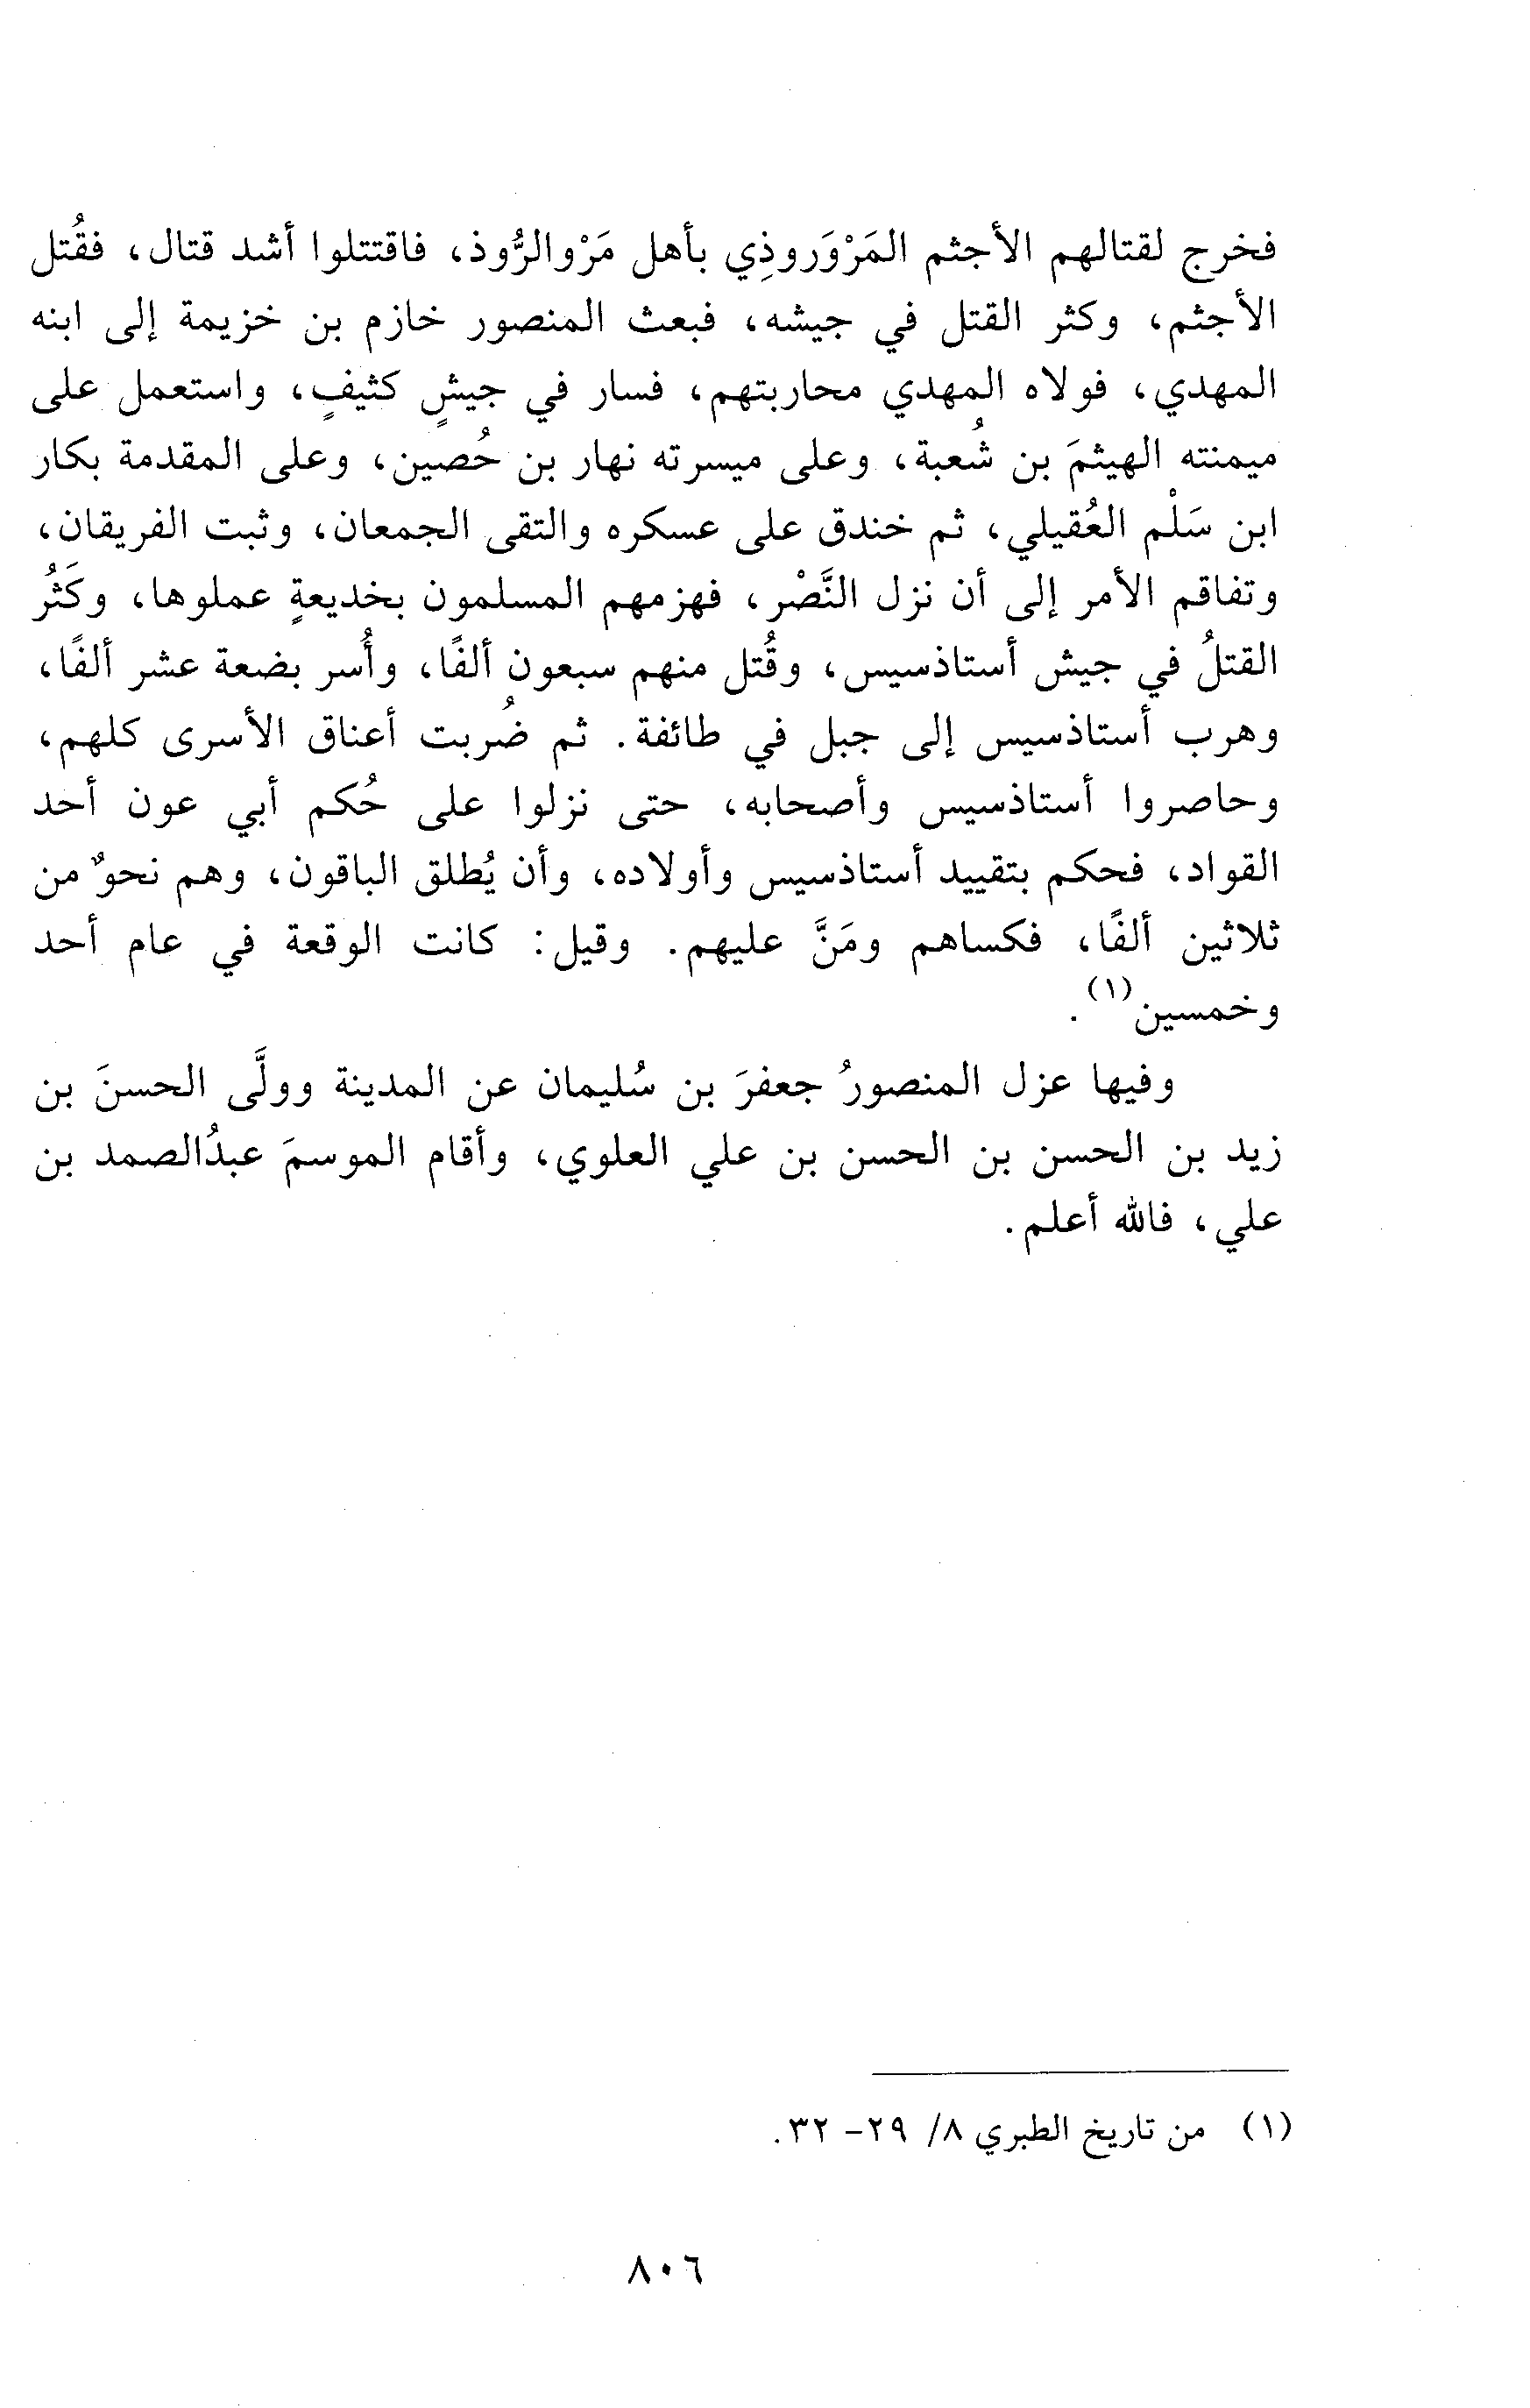 فخرج لقتالهم الأجثم المَرْوَروذِي بأهل مَرْوالرُّوذ، فاقتتلوا أشد قتال، فقُتل
الأجثم، وكثر القتل في جيشه، فبعث المنصور خازم بن خزيمة إلى ابنه
المهدي، فولاه المهدي محاربتهم، فسار في جيشٍ كثيفٍ، واستعمل على
ميمنته الهيثمَ بن شُعبة، وعلى ميسرته نهار بن حُصين، وعلى المقدمة بكار
ابن سَلْم العُقيلي، ثم خندق على عسكره والتقى الجمعان، وثبت الفريقان،
وتفاقم الأمر إلى أن نزل النَّصْر، فهزمهم المسلمون بخديعةٍ عملوها، وكَثُر
القتلُ في جيش أستاذسيس، وقُتل منهم سبعون ألفًا، وأُسر بضعة عشر ألفًا،
وهرب أستاذسيس إلى جبل في طائفة. ثم ضُربت أعناق الأسرى كلهم،
وحاصروا أستاذسيس وأصحابه، حتى نزلوا على حُكم أبي عون أحد
القواد، فحكم بتقييد أستاذسيس وأولاده، وأن يُطلق الباقون، وهم نحوٌ من
ثلاثين ألفًا، فكساهم ومَنَّ عليهم. وقيل: كانت الوقعة في عام أحد
وخمسين(١).
وفيها عزل المنصورُ جعفرَ بن سُليمان عن المدينة وولَّى الحسنَ بن
زيد بن الحسن بن الحسن بن علي العلوي، وأقام الموسمَ عبدُالصمد بن
علي، فالله أعلم.
(١) من تاريخ الطبري ٨/ ٢٩- ٣٢.
٨٠٦